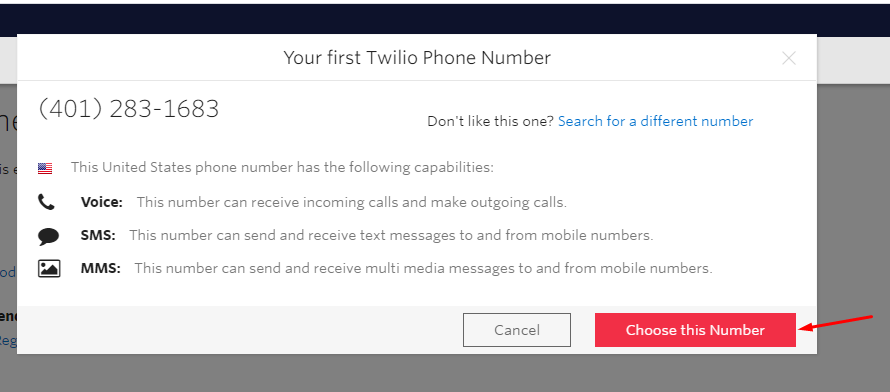 Your first Twilio Phone Number
(401) 283-1683
Don't like this one? Search for a different number
This United States phone number has the following capabilities:
Voice: This number can receive incoming calls and make outgoing calls.
SMS: This number can send and receive text messages to and from mobile numbers.
MMS: This number can send and receive multi media messages to and from mobile numbers.
Cancel
Choose this Number